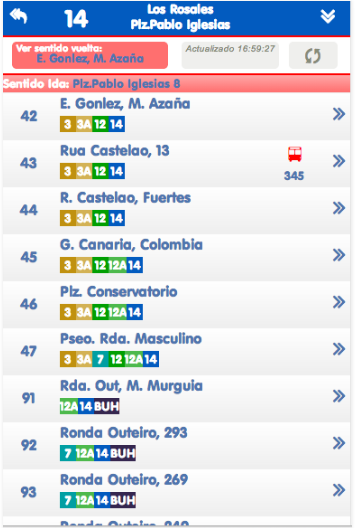 14
Los Rosales
Plz.Pablo Iglesias
Ver sentido vuelta:
E. Gonlez, M. Azaña
Actualizado 16:59:27
Sentido Ida: Plz.Pablo Iglesias 8
42
E. Gonlez, M. Azaña
3 3A 12 14
43
Rua Castelao, 13
3 3A 12 14
345
44
R. Castelao, Fuertes
3 3A 12 14
45
G. Canaria, Colombia
3 3A 12 12A 14
46
Plz. Conservatorio
3 3A 12 12A 14
47
Pseo. Rda. Masculino
3 3A 7 12 12A 14
91
Rda. Out, M. Murguia
12A 14 BUH
92
Ronda Outeiro, 293
7 12A 14 BUH
93
Ronda Outeiro, 269
7 12A 14 BUH
Ronda Outeiro